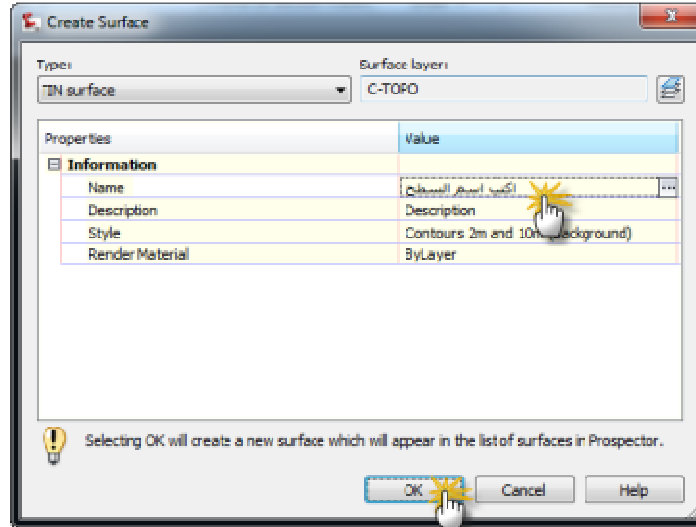 Create Surface
Type: Surface layer:
TIN surface C-TOPO
Properties Value
Information
Name اكتب اسم السطح ...
Description Description
Style Contours 2m and 10m (Background)
Render Material ByLayer
Selecting OK will create a new surface which will appear in the list of surfaces in Prospector.
OK Cancel Help